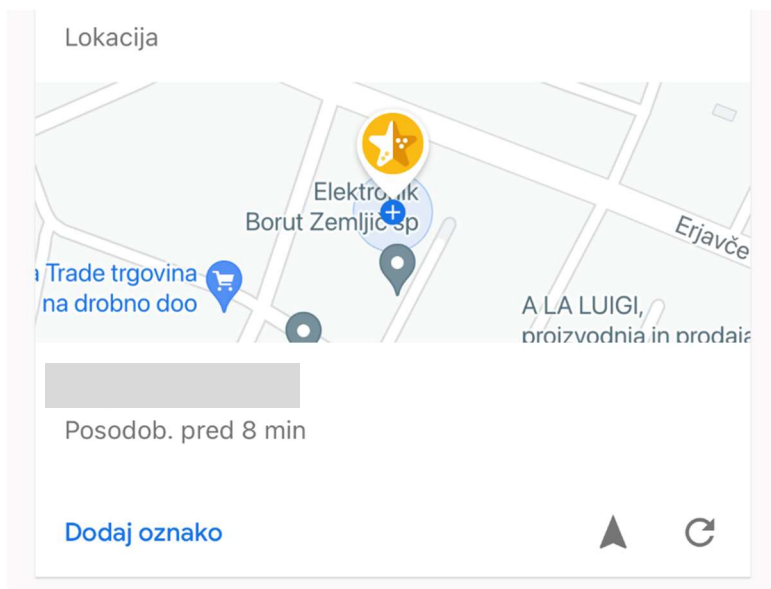 Lokacija
Elektronik
Borut Zemljič sp
Trade trgovina
na drobno doo
Erjavče
A LA LUIGI,
proizvodnja in prodaja
Posodob. pred 8 min
Dodaj oznako